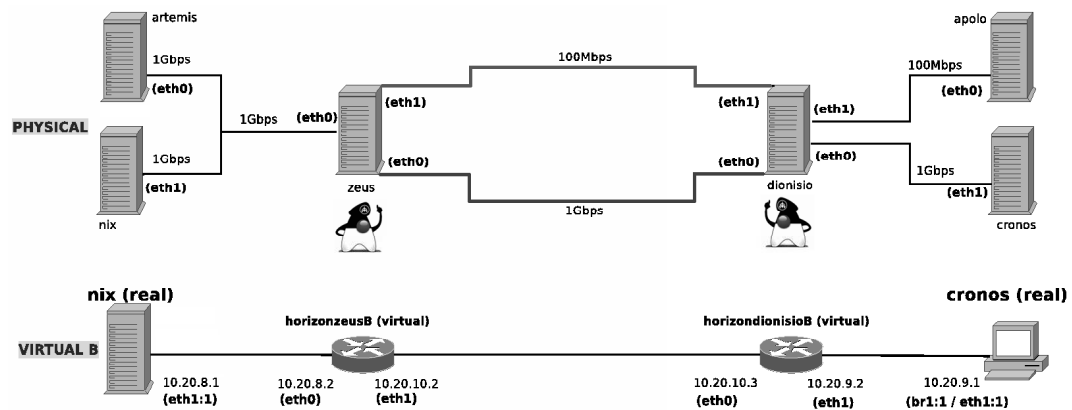 artemis
apolo
1Gbps
100Mbps
100Mbps
(eth0)
(eth0)
(eth1)
(eth1)
(eth1)
PHYSICAL
1Gbps
(eth0)
1Gbps
(eth0)
(eth0)
(eth0)
1Gbps
(eth1)
(eth1)
zeus
dionisio
1Gbps
nix
cronos
nix (real)
cronos (real)
horizonzeusB (virtual)
horizondionisioB (virtual)
VIRTUAL B
10.20.8.1
10.20.8.2
10.20.10.2
10.20.10.3
10.20.9.2
10.20.9.1
(eth1:1)
(eth0)
(eth1)
(eth0)
(eth1)
(br1:1 / eth1:1)